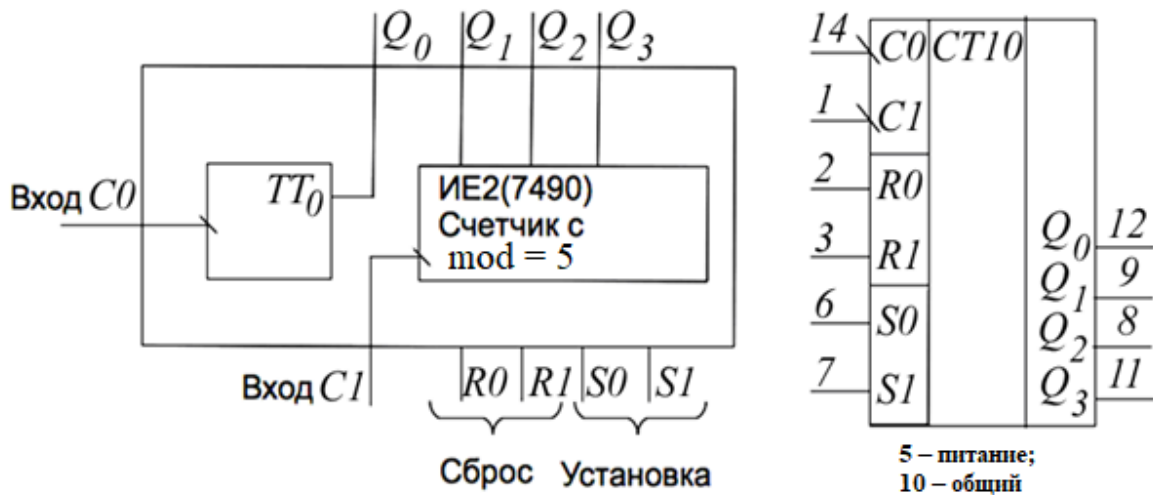 Q0 Q1 Q2 Q3
Вход C0
TT0
ИЕ2(7490)
Счетчик с
mod = 5
Вход C1
R0 R1 S0 S1
Сброс Установка
14 C0 CT10
1 C1
2 R0
3 R1
6 S0
7 S1
Q0 12
Q1 9
Q2 8
Q3 11
5 – питание;
10 – общий